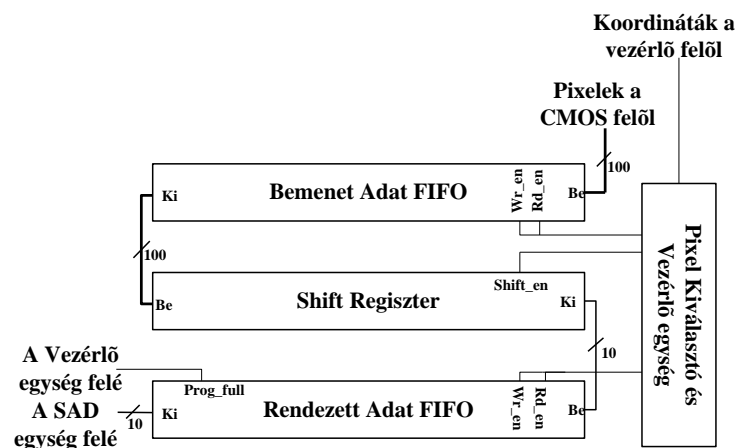 Koordináták a
vezérlõ felõl
Pixelek a
CMOS felõl
100
Ki
Bemenet Adat FIFO
Wr_en
Rd_en
Be
100
Be
Shift Regiszter
Shift_en
Ki
10
Pixel Kiválasztó és
Vezérlõ egység
A Vezérlõ
egység felé
A SAD
egység felé
10
Prog_full
Ki
Rendezett Adat FIFO
Wr_en
Rd_en
Be